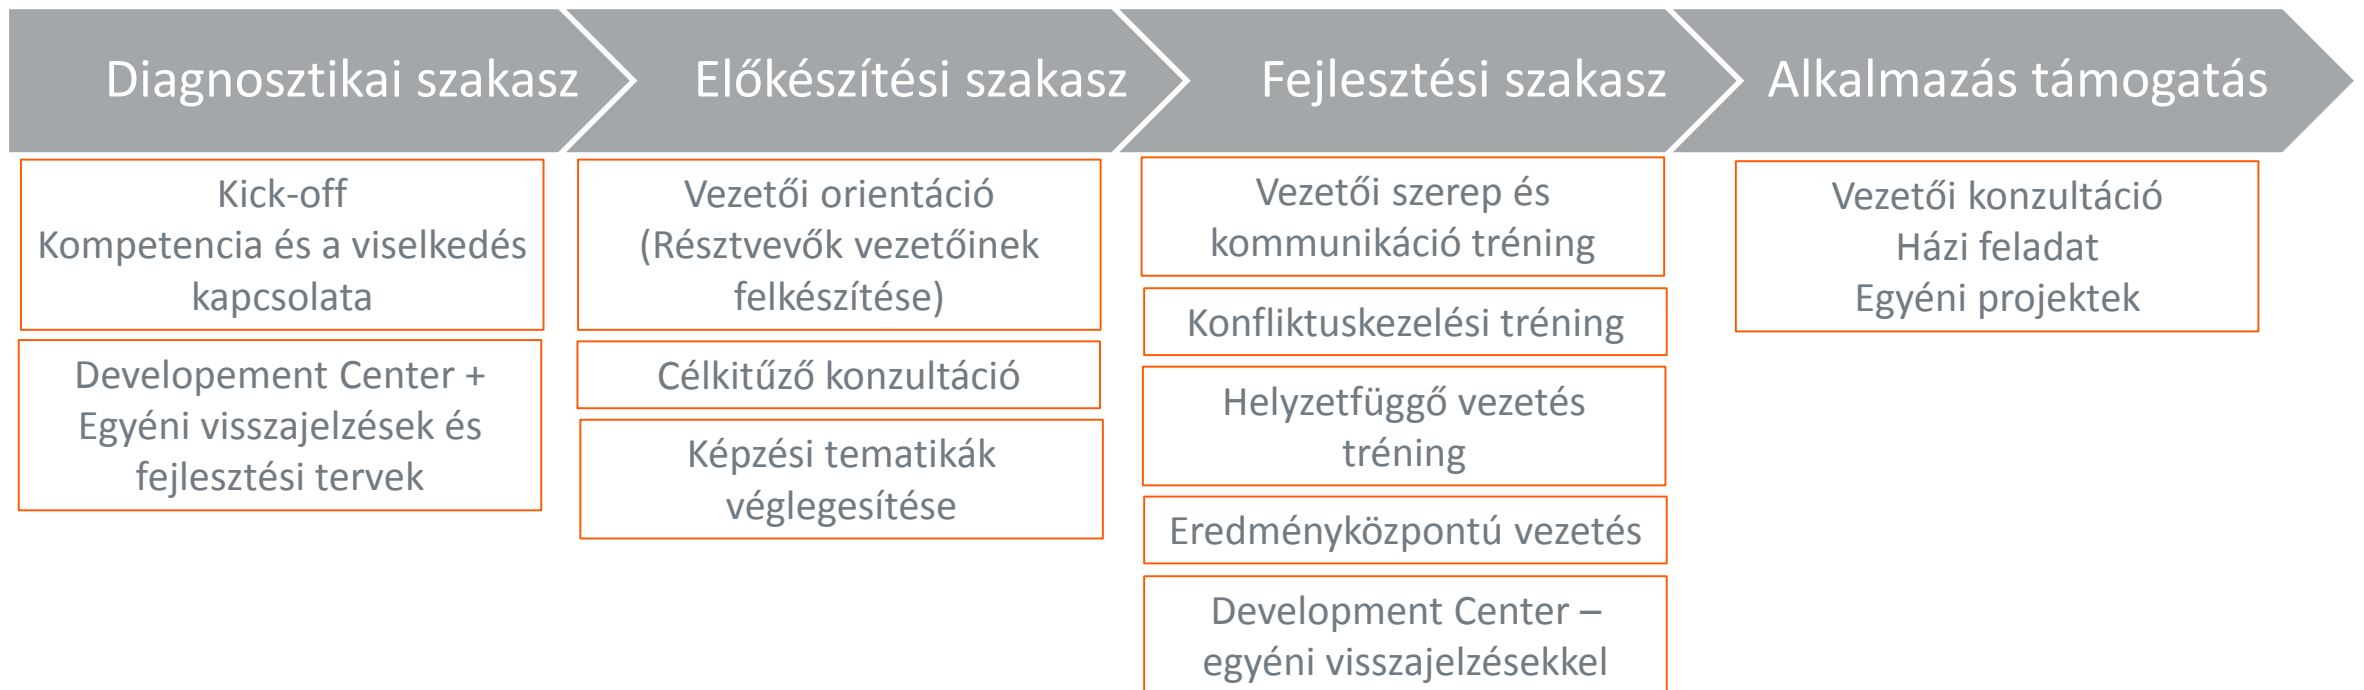 Diagnosztikai szakasz
Előkészítési szakasz
Fejlesztési szakasz
Alkalmazás támogatás
Kick-off
Kompetencia és a viselkedés
kapcsolata
Developement Center +
Egyéni visszajelzések és
fejlesztési tervek
Vezetői orientáció
(Résztvevők vezetőinek
felkészítése)
Célkitűző konzultáció
Képzési tematikák
véglegesítése
Vezetői szerep és
kommunikáció tréning
Konfliktuskezelési tréning
Helyzetfüggő vezetés
tréning
Eredményközpontú vezetés
Development Center –
egyéni visszajelzésekkel
Vezetői konzultáció
Házi feladat
Egyéni projektek